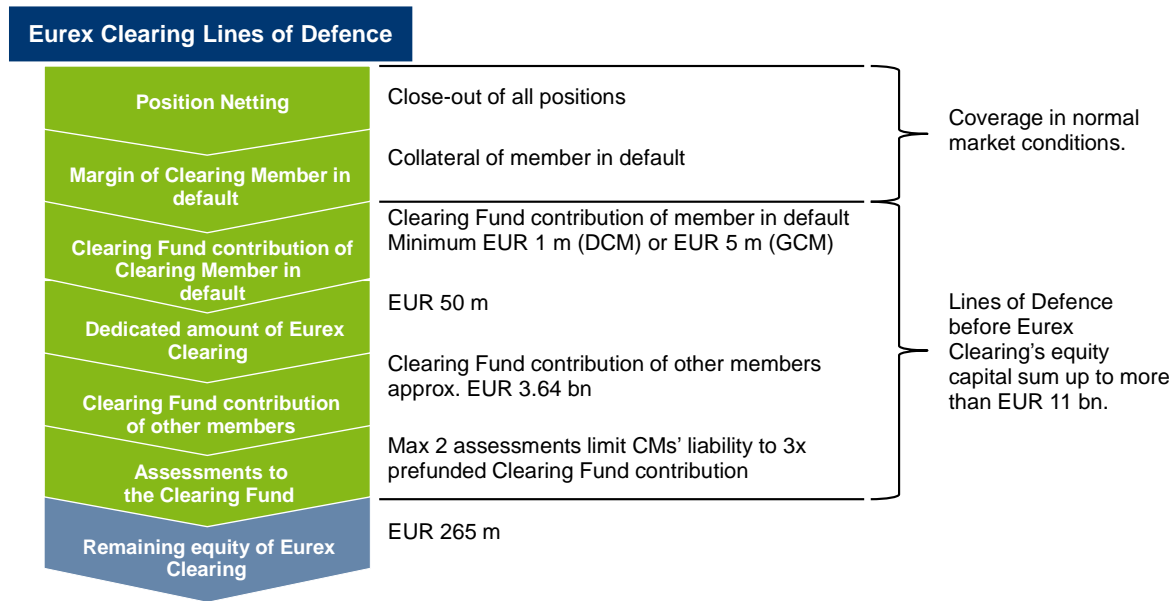 Eurex Clearing Lines of Defence
Position Netting
Close-out of all positions
Margin of Clearing Member in
default
Collateral of member in default
Coverage in normal
market conditions.
Clearing Fund contribution of
Clearing Member in
default
Clearing Fund contribution of member in default
Minimum EUR 1 m (DCM) or EUR 5 m (GCM)
Dedicated amount of Eurex
Clearing
EUR 50 m
Clearing Fund contribution
of other members
Clearing Fund contribution of other members
approx. EUR 3.64 bn
Assessments to
the Clearing Fund
Max 2 assessments limit CMs’ liability to 3x
prefunded Clearing Fund contribution
Lines of Defence
before Eurex
Clearing’s equity
capital sum up to more
than EUR 11 bn.
Remaining equity of Eurex
Clearing
EUR 265 m